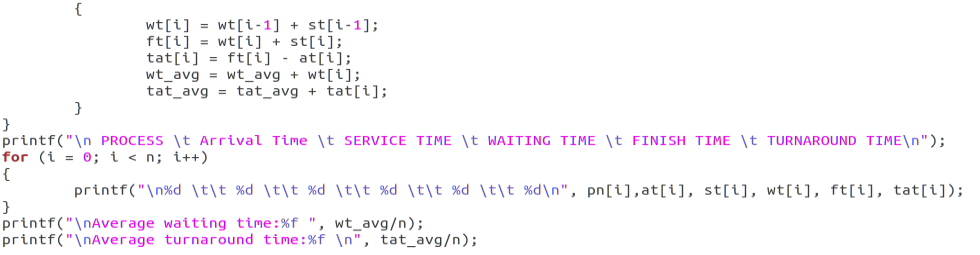 {
wt[i] = wt[i-1] + st[i-1];
ft[i] = wt[i] + st[i];
tat[i] = ft[i] - at[i];
wt_avg = wt_avg + wt[i];
tat_avg = tat_avg + tat[i];
}
}
printf("\n PROCESS \t Arrival Time \t SERVICE TIME \t WAITING TIME \t FINISH TIME \t TURNAROUND TIME\n");
for (i = 0; i < n; i++)
{
printf("\n%d \t\t %d \t\t %d \t\t %d \t\t %d \t\t %d\n", pn[i],at[i], st[i], wt[i], ft[i], tat[i]);
}
printf("\nAverage waiting time:%f ", wt_avg/n);
printf("\nAverage turnaround time:%f \n", tat_avg/n);